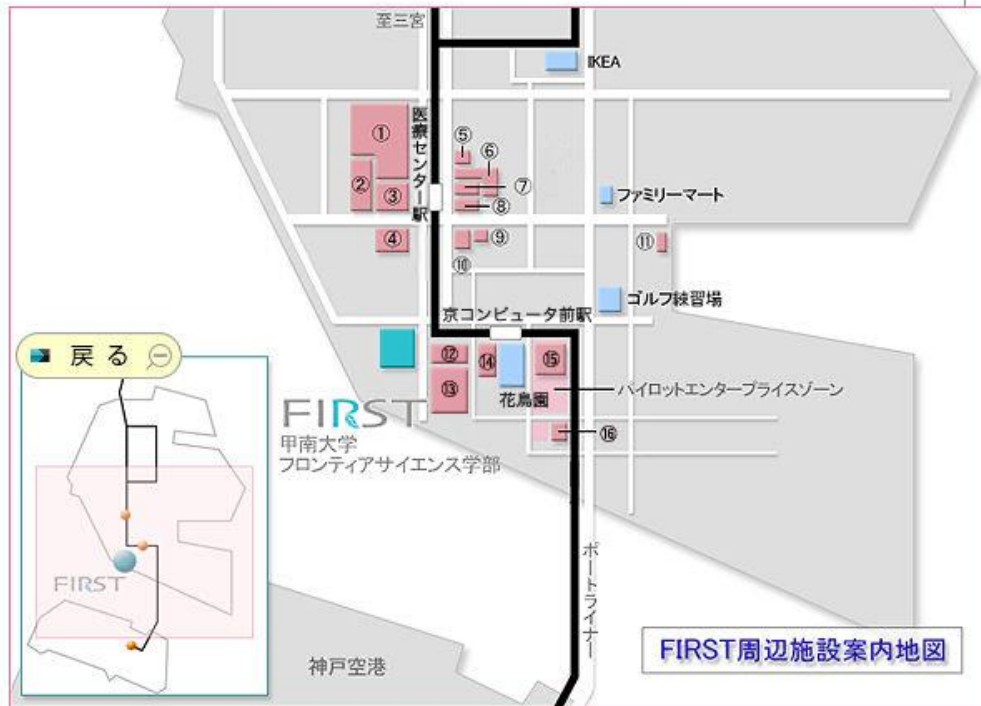 至三宮
IKEA
医療センター駅
①
②
③
④
⑤
⑥
⑦
⑧
⑨
⑩
⑪
ファミリーマート
ゴルフ練習場
京コンピュータ前駅
⑫
⑬
⑭
⑮
花鳥園
パイロットエンタープライズゾーン
⑯
FIRST
甲南大学
フロンティアサイエンス学部
戻る
FIRST
ポートライナー
神戸空港
FIRST周辺施設案内地図